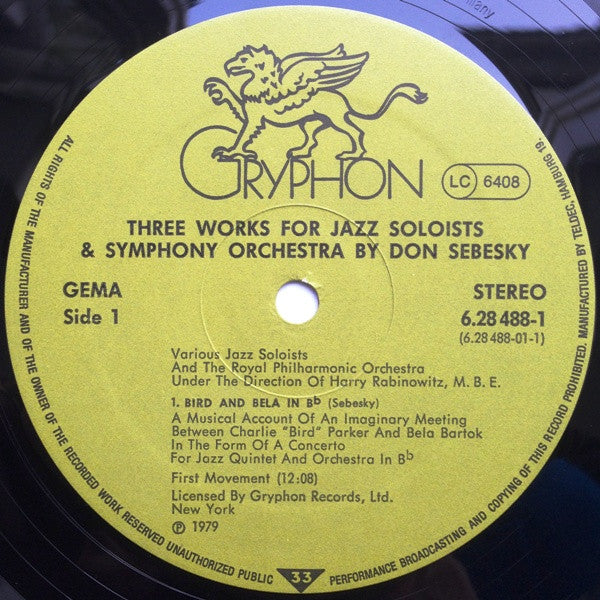 many
GRYPHON
LC 6408
THREE WORKS FOR JAZZ SOLOISTS
& SYMPHONY ORCHESTRA BY DON SEBESKY
GEMA
STEREO
Side 1
6.28 488-1
(6.28 488-01-1)
Various Jazz Soloists
And The Royal Philharmonic Orchestra
Under The Direction Of Harry Rabinowitz, M. B. E.
1. BIRD AND BELA IN Bb (Sebesky)
A Musical Account Of An Imaginary Meeting
Between Charlie "Bird" Parker And Bela Bartok
In The Form Of A Concerto
For Jazz Quintet And Orchestra In Bb
First Movement (12:08)
Licensed By Gryphon Records, Ltd.
New York
Ⓟ 1979
33
ALL RIGHTS OF THE MANUFACTURER AND OF THE OWNER OF THE RECORDED WORK RESERVED UNAUTHORIZED PUBLIC PERFORMANCE BROADCASTING AND COPYING OF THIS RECORD PROHIBITED. MANUFACTURED BY TELDEC, HAMBURG 19.